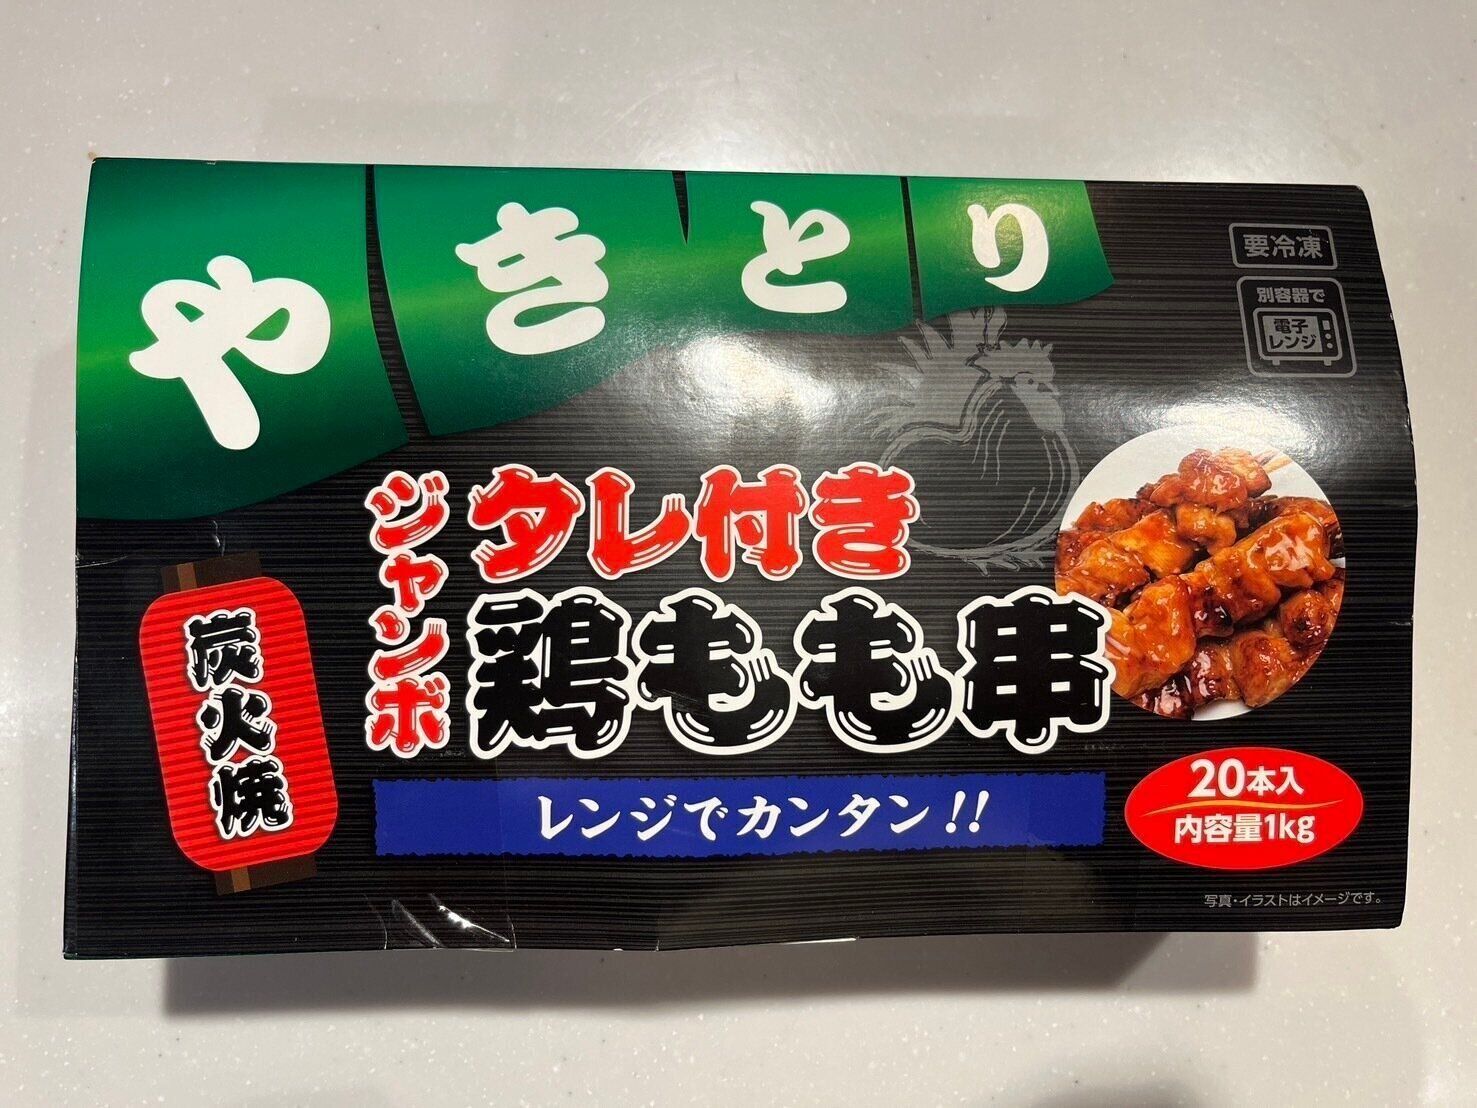 やきとり
要冷凍
別容器で
電子
レンジ
ジャンボ
タレ付き
鶏もも串
炭火焼
レンジでカンタン!!
20本入
内容量1kg
写真・イラストはイメージです。